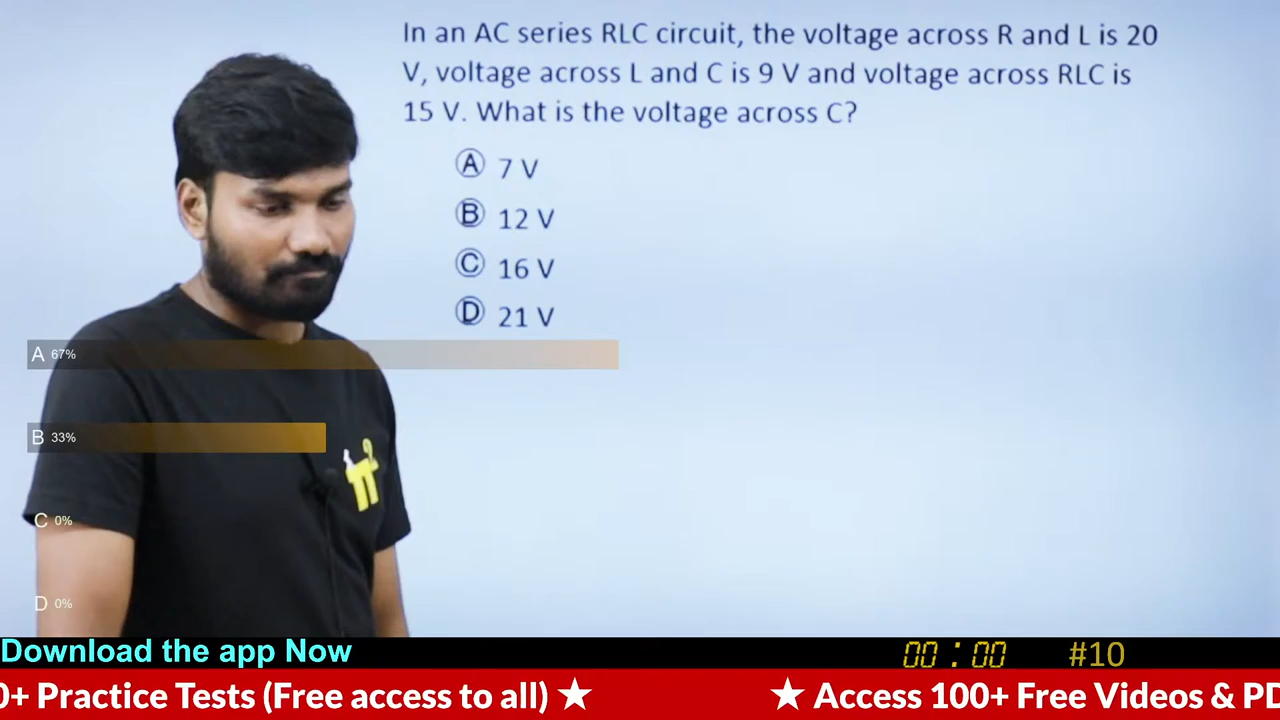 In an AC series RLC circuit, the voltage across R and L is 20
V, voltage across L and C is 9 V and voltage across RLC is
15 V. What is the voltage across C?
Ⓐ 7 V
Ⓑ 12 V
Ⓒ 16 V
Ⓓ 21 V
A 67%
B 33%
π²
C 0%
D 0%
Download the app Now
00 : 00
#10
0+ Practice Tests (Free access to all) ★
★ Access 100+ Free Videos & PD